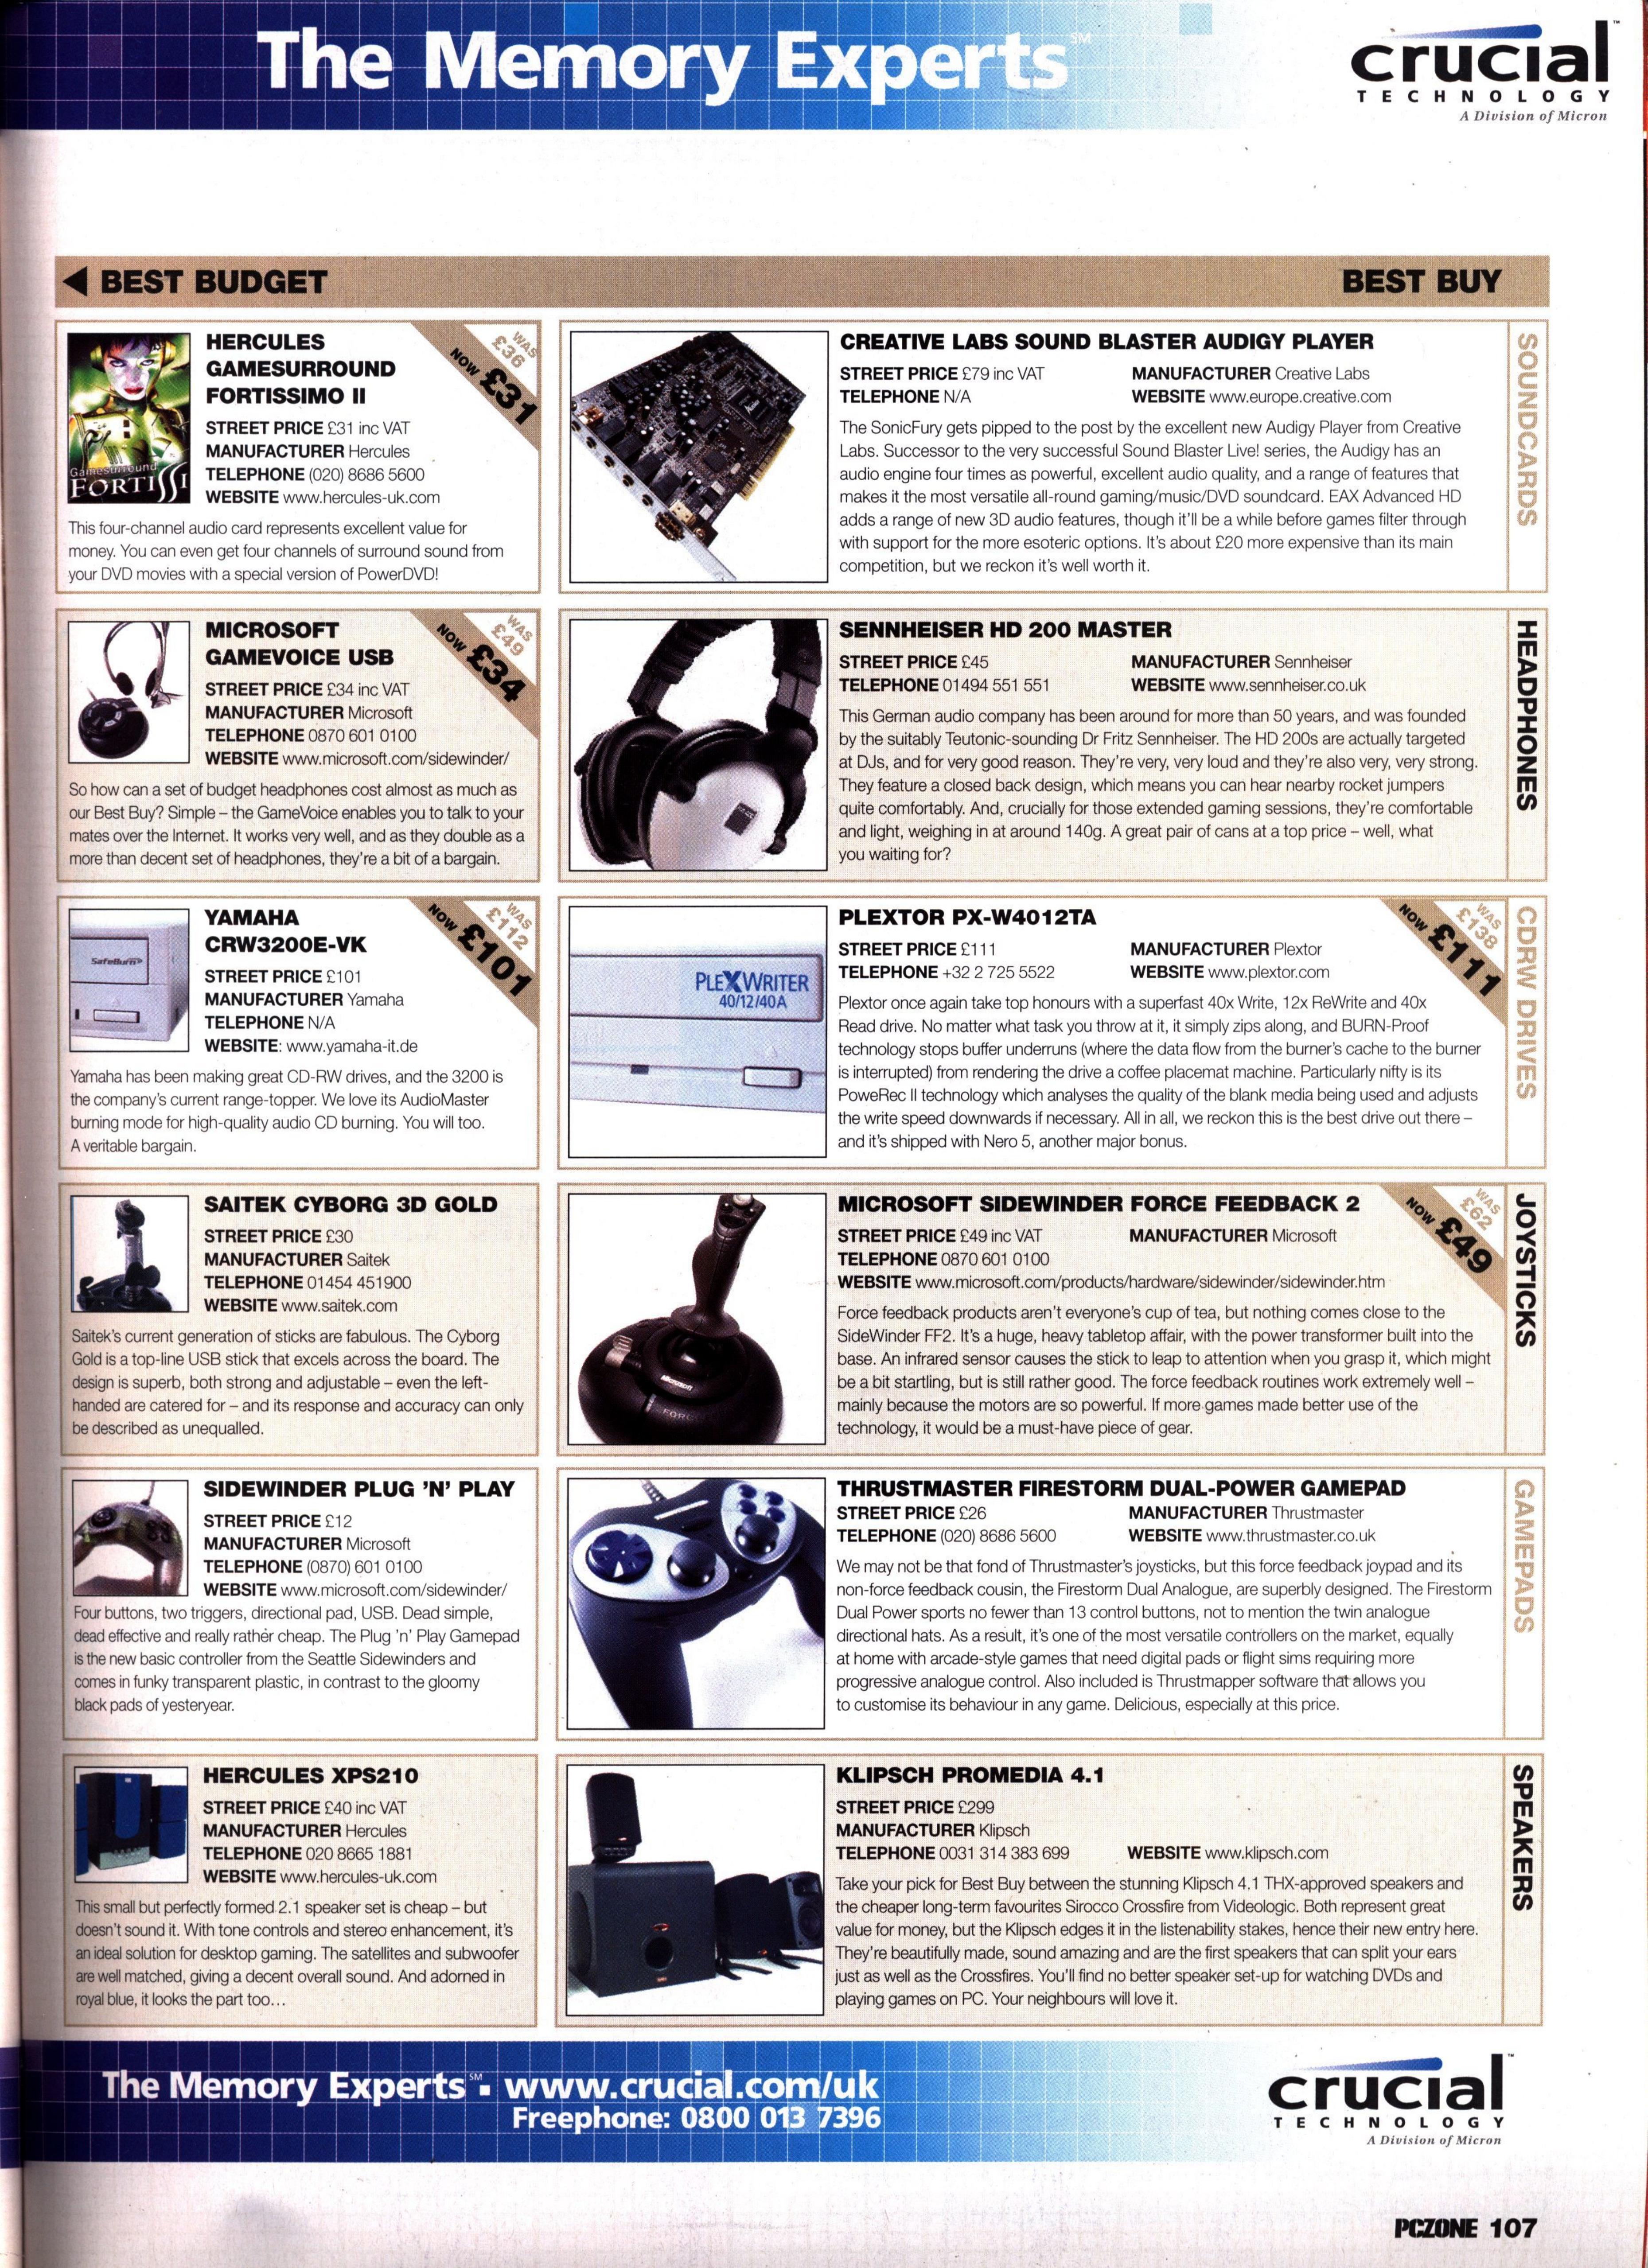 The Memory Experts SM
crucial ™
TECHNOLOGY
A Division of Micron
BEST BUDGET
BEST BUY
Gamesurround
FORTISSI
HERCULES
GAMESURROUND
FORTISSIMO II
WAS
£36
NOW £31
STREET PRICE £31 inc VAT
MANUFACTURER Hercules
TELEPHONE (020) 8686 5600
WEBSITE www.hercules-uk.com
This four-channel audio card represents excellent value for
money. You can even get four channels of surround sound from
your DVD movies with a special version of PowerDVD!
CREATIVE LABS SOUND BLASTER AUDIGY PLAYER
STREET PRICE £79 inc VAT
MANUFACTURER Creative Labs
TELEPHONE N/A
WEBSITE www.europe.creative.com
The SonicFury gets pipped to the post by the excellent new Audigy Player from Creative
Labs. Successor to the very successful Sound Blaster Live! series, the Audigy has an
audio engine four times as powerful, excellent audio quality, and a range of features that
makes it the most versatile all-round gaming/music/DVD soundcard. EAX Advanced HD
adds a range of new 3D audio features, though it'll be a while before games filter through
with support for the more esoteric options. It's about £20 more expensive than its main
competition, but we reckon it's well worth it.
SOUNDCARDS
MICROSOFT
GAMEVOICE USB
WAS
£49
NOW £34
STREET PRICE £34 inc VAT
MANUFACTURER Microsoft
TELEPHONE 0870 601 0100
WEBSITE www.microsoft.com/sidewinder/
So how can a set of budget headphones cost almost as much as
our Best Buy? Simple – the GameVoice enables you to talk to your
mates over the Internet. It works very well, and as they double as a
more than decent set of headphones, they're a bit of a bargain.
SENNHEISER HD 200 MASTER
STREET PRICE £45
MANUFACTURER Sennheiser
TELEPHONE 01494 551 551
WEBSITE www.sennheiser.co.uk
This German audio company has been around for more than 50 years, and was founded
by the suitably Teutonic-sounding Dr Fritz Sennheiser. The HD 200s are actually targeted
at DJs, and for very good reason. They're very, very loud and they're also very, very strong.
They feature a closed back design, which means you can hear nearby rocket jumpers
quite comfortably. And, crucially for those extended gaming sessions, they're comfortable
and light, weighing in at around 140g. A great pair of cans at a top price – well, what
you waiting for?
HEADPHONES
SafeBurn
YAMAHA
CRW3200E-VK
WAS
£112
NOW £101
STREET PRICE £101
MANUFACTURER Yamaha
TELEPHONE N/A
WEBSITE: www.yamaha-it.de
Yamaha has been making great CD-RW drives, and the 3200 is
the company's current range-topper. We love its AudioMaster
burning mode for high-quality audio CD burning. You will too.
A veritable bargain.
PLEXWRITER
40/12/40A
PLEXTOR PX-W4012TA
WAS
£138
NOW £111
STREET PRICE £111
MANUFACTURER Plextor
TELEPHONE +32 2 725 5522
WEBSITE www.plextor.com
Plextor once again take top honours with a superfast 40x Write, 12x ReWrite and 40x
Read drive. No matter what task you throw at it, it simply zips along, and BURN-Proof
technology stops buffer underruns (where the data flow from the burner's cache to the burner
is interrupted) from rendering the drive a coffee placemat machine. Particularly nifty is its
PoweRec II technology which analyses the quality of the blank media being used and adjusts
the write speed downwards if necessary. All in all, we reckon this is the best drive out there –
and it's shipped with Nero 5, another major bonus.
CDRW DRIVES
SAITEK CYBORG 3D GOLD
STREET PRICE £30
MANUFACTURER Saitek
TELEPHONE 01454 451900
WEBSITE www.saitek.com
Saitek's current generation of sticks are fabulous. The Cyborg
Gold is a top-line USB stick that excels across the board. The
design is superb, both strong and adjustable – even the left-
handed are catered for – and its response and accuracy can only
be described as unequalled.
Microsoft
FORC
MICROSOFT SIDEWINDER FORCE FEEDBACK 2
WAS
£62
NOW £49
STREET PRICE £49 inc VAT
MANUFACTURER Microsoft
TELEPHONE 0870 601 0100
WEBSITE www.microsoft.com/products/hardware/sidewinder/sidewinder.htm
Force feedback products aren't everyone's cup of tea, but nothing comes close to the
SideWinder FF2. It's a huge, heavy tabletop affair, with the power transformer built into the
base. An infrared sensor causes the stick to leap to attention when you grasp it, which might
be a bit startling, but is still rather good. The force feedback routines work extremely well –
mainly because the motors are so powerful. If more games made better use of the
technology, it would be a must-have piece of gear.
JOYSTICKS
SIDEWINDER PLUG 'N' PLAY
STREET PRICE £12
MANUFACTURER Microsoft
TELEPHONE (0870) 601 0100
WEBSITE www.microsoft.com/sidewinder/
Four buttons, two triggers, directional pad, USB. Dead simple,
dead effective and really rather cheap. The Plug 'n' Play Gamepad
is the new basic controller from the Seattle Sidewinders and
comes in funky transparent plastic, in contrast to the gloomy
black pads of yesteryear.
THRUSTMASTER FIRESTORM DUAL-POWER GAMEPAD
STREET PRICE £26
MANUFACTURER Thrustmaster
TELEPHONE (020) 8686 5600
WEBSITE www.thrustmaster.co.uk
We may not be that fond of Thrustmaster's joysticks, but this force feedback joypad and its
non-force feedback cousin, the Firestorm Dual Analogue, are superbly designed. The Firestorm
Dual Power sports no fewer than 13 control buttons, not to mention the twin analogue
directional hats. As a result, it's one of the most versatile controllers on the market, equally
at home with arcade-style games that need digital pads or flight sims requiring more
progressive analogue control. Also included is Thrustmapper software that allows you
to customise its behaviour in any game. Delicious, especially at this price.
GAMEPADS
HERCULES XPS210
STREET PRICE £40 inc VAT
MANUFACTURER Hercules
TELEPHONE 020 8665 1881
WEBSITE www.hercules-uk.com
This small but perfectly formed 2.1 speaker set is cheap – but
doesn't sound it. With tone controls and stereo enhancement, it's
an ideal solution for desktop gaming. The satellites and subwoofer
are well matched, giving a decent overall sound. And adorned in
royal blue, it looks the part too...
KLIPSCH PROMEDIA 4.1
STREET PRICE £299
MANUFACTURER Klipsch
TELEPHONE 0031 314 383 699
WEBSITE www.klipsch.com
Take your pick for Best Buy between the stunning Klipsch 4.1 THX-approved speakers and
the cheaper long-term favourites Sirocco Crossfire from Videologic. Both represent great
value for money, but the Klipsch edges it in the listenability stakes, hence their new entry here.
They're beautifully made, sound amazing and are the first speakers that can split your ears
just as well as the Crossfires. You'll find no better speaker set-up for watching DVDs and
playing games on PC. Your neighbours will love it.
SPEAKERS
The Memory Experts SM ▪ www.crucial.com/uk
Freephone: 0800 013 7396
crucial ™
TECHNOLOGY
A Division of Micron
PCZONE 107